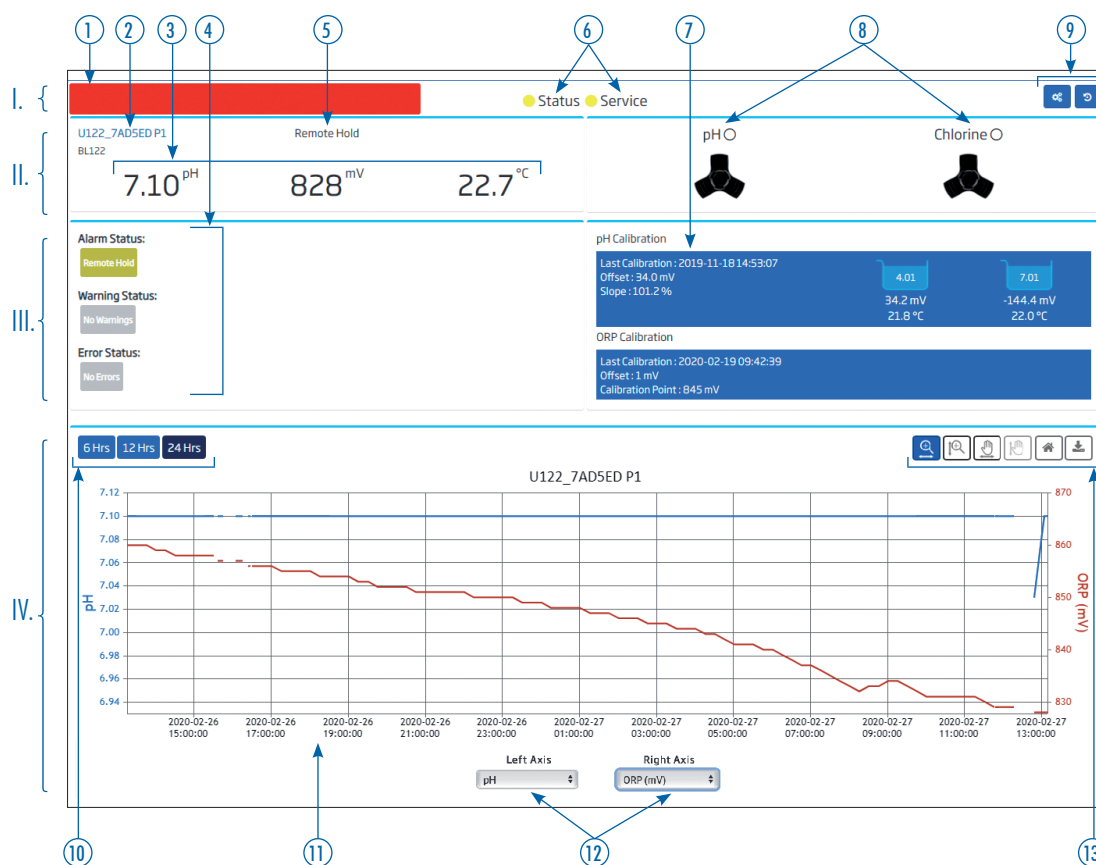 1 2 3 4 5 6 7 8 9
I.
Status Service
II.
U122_7AD5ED P1 Remote Hold
BL122
7.10 pH 828 mV 22.7 °C
pH Chlorine
III.
Alarm Status:
Remote Hold
Warning Status:
No Warnings
Error Status:
No Errors
pH Calibration
Last Calibration : 2019-11-18 14:53:07
Offset : 34.0 mV
Slope : 101.2 %
4.01 7.01
34.2 mV -144.4 mV
21.8 °C 22.0 °C
ORP Calibration
Last Calibration : 2020-02-19 09:42:39
Offset : 1 mV
Calibration Point : 845 mV
IV.
6 Hrs 12 Hrs 24 Hrs
U122_7AD5ED P1
7.12
7.10
7.08
7.06
7.04
7.02
7.00
6.98
6.96
6.94
pH
870
860
850
840
830
ORP (mV)
2020-02-26 2020-02-26 2020-02-26 2020-02-26 2020-02-26 2020-02-27 2020-02-27 2020-02-27 2020-02-27 2020-02-27 2020-02-27 2020-02-27
15:00:00 17:00:00 19:00:00 21:00:00 23:00:00 01:00:00 03:00:00 05:00:00 07:00:00 09:00:00 11:00:00 13:00:00
Left Axis Right Axis
pH ORP (mV)
10 11 12 13